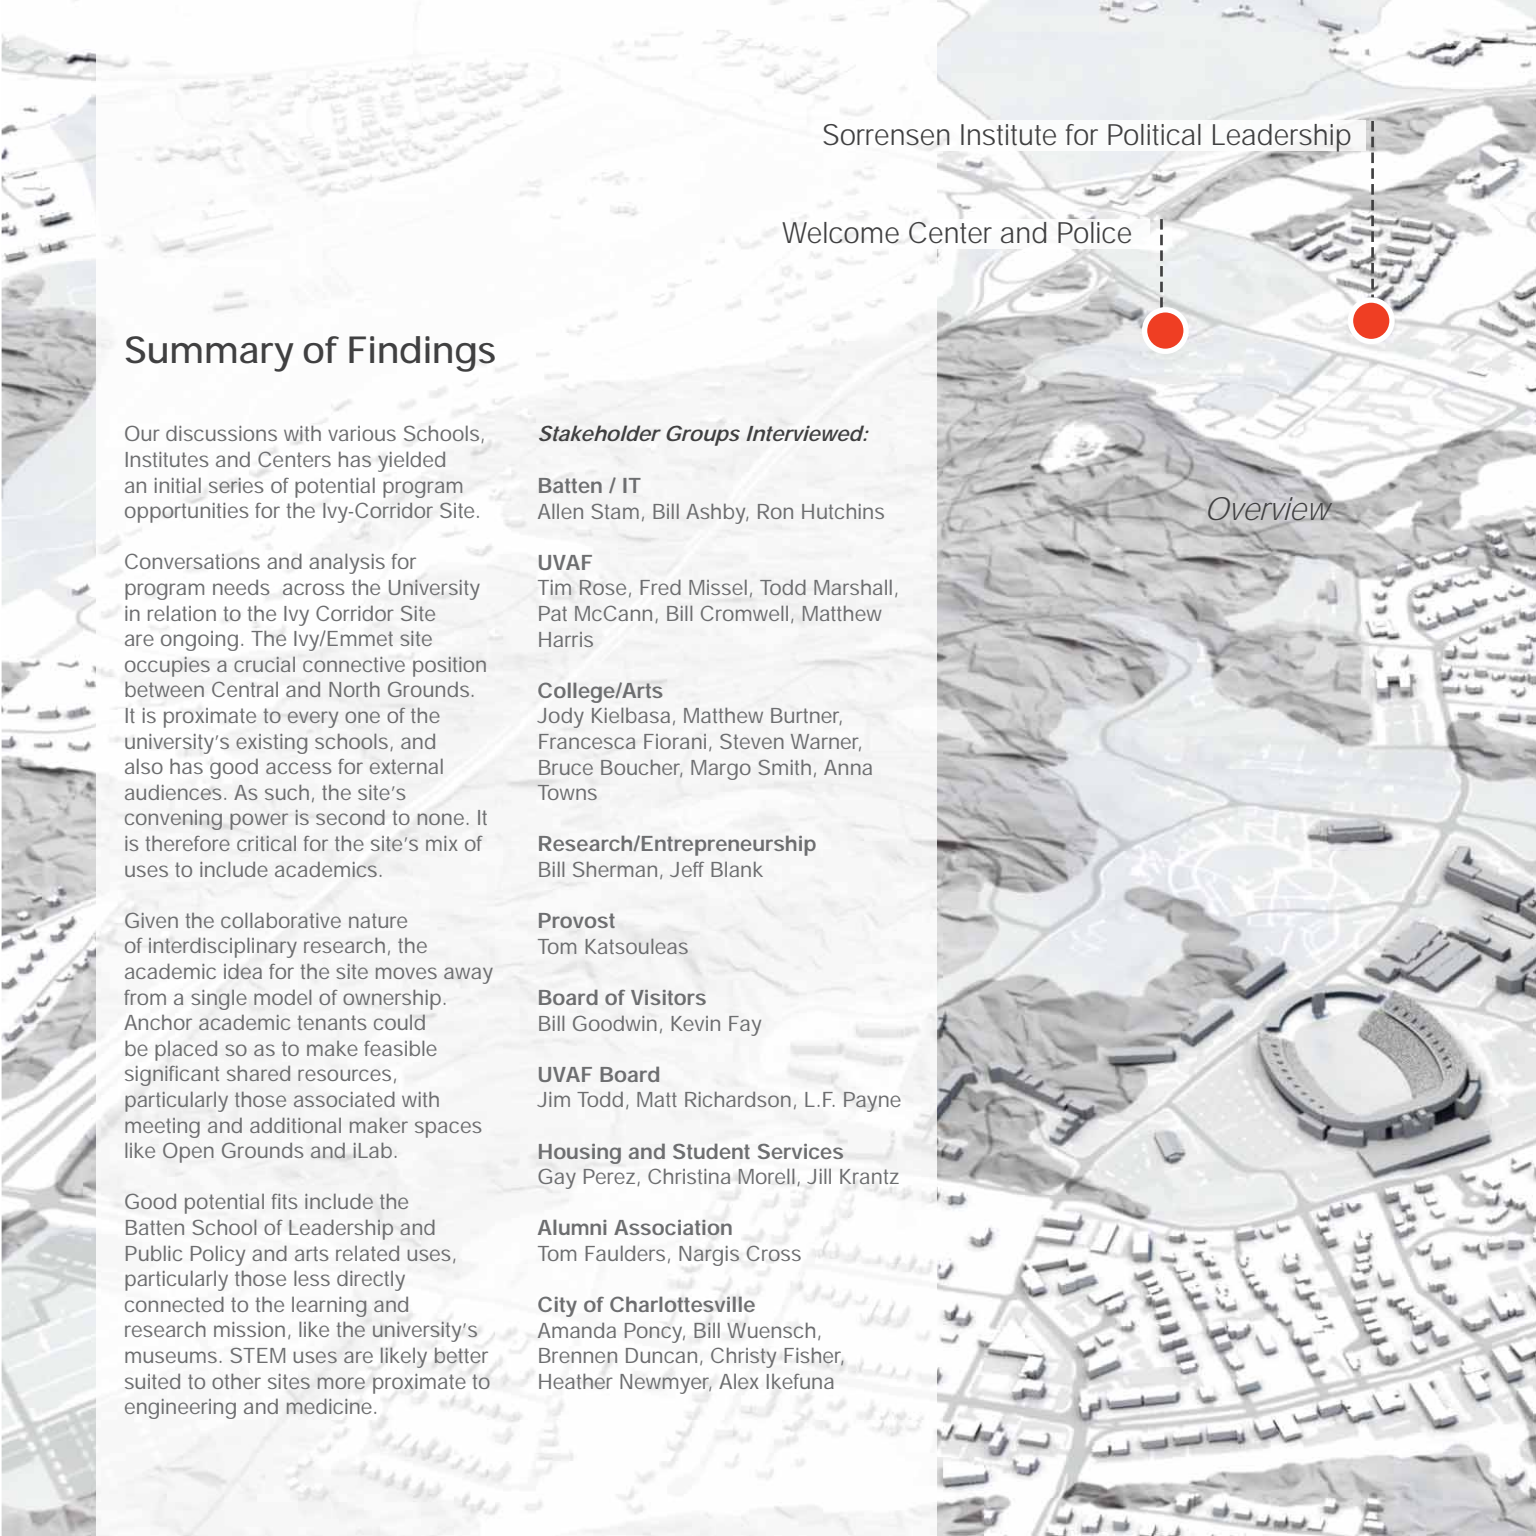 Sorrensen Institute for Political Leadership
Welcome Center and Police
Summary of Findings
Our discussions with various Schools,
Institutes and Centers has yielded
an initial series of potential program
opportunities for the Ivy-Corridor Site.
Conversations and analysis for
program needs  across the University
in relation to the Ivy Corridor Site
are ongoing. The Ivy/Emmet site
occupies a crucial connective position
between Central and North Grounds.
It is proximate to every one of the
university's existing schools, and
also has good access for external
audiences. As such, the site's
convening power is second to none. It
is therefore critical for the site's mix of
uses to include academics.
Given the collaborative nature
of interdisciplinary research, the
academic idea for the site moves away
from a single model of ownership.
Anchor academic tenants could
be placed so as to make feasible
significant shared resources,
particularly those associated with
meeting and additional maker spaces
like Open Grounds and iLab.
Good potential fits include the
Batten School of Leadership and
Public Policy and arts related uses,
particularly those less directly
connected to the learning and
research mission, like the university's
museums. STEM uses are likely better
suited to other sites more proximate to
engineering and medicine.
Stakeholder Groups Interviewed:
Batten / IT
Allen Stam, Bill Ashby, Ron Hutchins
UVAF
Tim Rose, Fred Missel, Todd Marshall,
Pat McCann, Bill Cromwell, Matthew
Harris
College/Arts
Jody Kielbasa, Matthew Burtner,
Francesca Fiorani, Steven Warner,
Bruce Boucher, Margo Smith, Anna
Towns
Research/Entrepreneurship
Bill Sherman, Jeff Blank
Provost
Tom Katsouleas
Board of Visitors
Bill Goodwin, Kevin Fay
UVAF Board
Jim Todd, Matt Richardson, L.F. Payne
Housing and Student Services
Gay Perez, Christina Morell, Jill Krantz
Alumni Association
Tom Faulders, Nargis Cross
City of Charlottesville
Amanda Poncy, Bill Wuensch,
Brennen Duncan, Christy Fisher,
Heather Newmyer, Alex Ikefuna
Overview